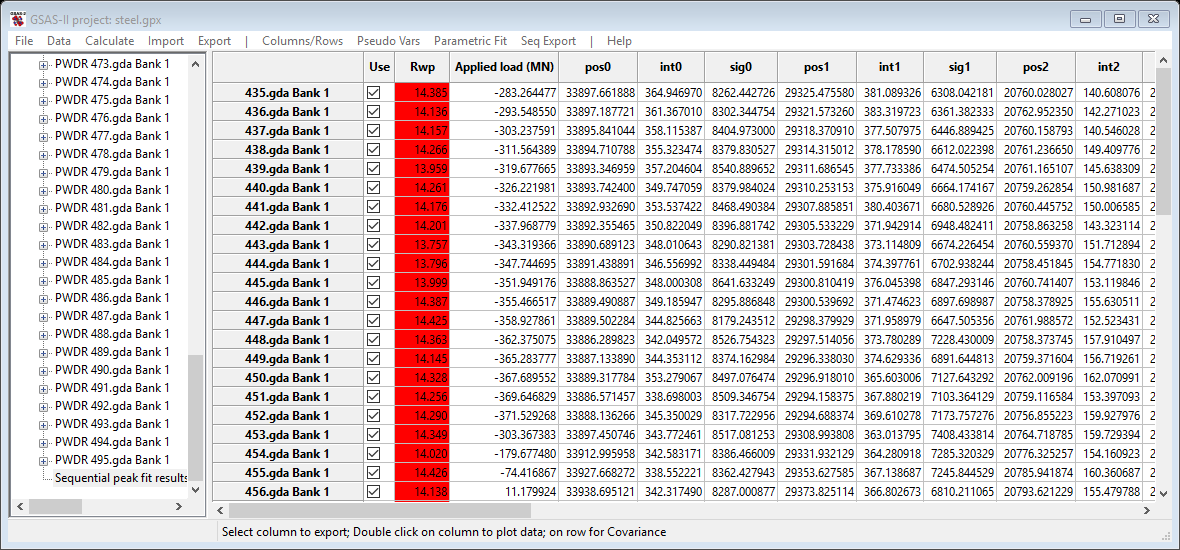 GSAS-II project: steel.gpx
File Data Calculate Import Export | Columns/Rows Pseudo Vars Parametric Fit Seq Export | Help
PWDR 473.gda Bank 1
PWDR 474.gda Bank 1
PWDR 475.gda Bank 1
PWDR 476.gda Bank 1
PWDR 477.gda Bank 1
PWDR 478.gda Bank 1
PWDR 479.gda Bank 1
PWDR 480.gda Bank 1
PWDR 481.gda Bank 1
PWDR 482.gda Bank 1
PWDR 483.gda Bank 1
PWDR 484.gda Bank 1
PWDR 485.gda Bank 1
PWDR 486.gda Bank 1
PWDR 487.gda Bank 1
PWDR 488.gda Bank 1
PWDR 489.gda Bank 1
PWDR 490.gda Bank 1
PWDR 491.gda Bank 1
PWDR 492.gda Bank 1
PWDR 493.gda Bank 1
PWDR 494.gda Bank 1
PWDR 495.gda Bank 1
Sequential peak fit results
Use Rwp Applied load (MN) pos0 int0 sig0 pos1 int1 sig1 pos2 int2
435.gda Bank 1 14.385 -283.264477 33897.661888 364.946970 8262.442726 29325.475580 381.089326 6308.042181 20760.028027 140.608076 2
436.gda Bank 1 14.136 -293.548550 33897.187721 361.367010 8302.344754 29321.573260 383.319723 6361.382333 20762.952350 142.271023 2
437.gda Bank 1 14.157 -303.237591 33895.841044 358.115387 8404.973000 29318.370910 377.507975 6446.889425 20760.158793 140.546028 2
438.gda Bank 1 14.266 -311.564389 33894.710788 355.323474 8379.830527 29314.315012 378.178590 6612.022398 20761.236650 149.409776 2
439.gda Bank 1 13.959 -319.677665 33893.346959 357.204604 8540.889652 29311.686545 377.733386 6474.505254 20761.165107 145.638309 2
440.gda Bank 1 14.261 -326.221981 33893.742400 349.747059 8379.984024 29310.253153 375.916049 6664.174167 20759.262854 150.981687 2
441.gda Bank 1 14.176 -332.412522 33892.932690 353.537422 8468.490384 29307.885851 380.403671 6680.528926 20760.445752 150.006585 2
442.gda Bank 1 14.201 -337.968779 33892.355465 350.822049 8396.881742 29305.533229 371.942914 6948.482411 20758.863258 143.323114 2
443.gda Bank 1 13.757 -343.319366 33890.689123 348.010643 8290.821381 29303.728438 373.114809 6674.226454 20760.559370 151.712894 2
444.gda Bank 1 13.796 -347.744695 33891.438891 346.556992 8338.449484 29301.591684 374.397761 6702.938244 20758.451845 154.771830 2
445.gda Bank 1 13.999 -351.949176 33888.863527 348.000308 8641.633249 29300.810419 376.045398 6847.293146 20760.741407 153.119846 2
446.gda Bank 1 14.387 -355.466517 33889.490887 349.185947 8295.886848 29300.539692 371.474623 6897.698987 20758.378925 155.630511 2
447.gda Bank 1 14.425 -358.927861 33889.502284 344.825663 8179.243512 29298.379929 371.958979 6647.505356 20761.988572 152.523431 2
448.gda Bank 1 14.363 -362.375075 33886.289823 342.049572 8526.754323 29297.514056 373.780289 7228.430009 20758.373745 157.910497 2
449.gda Bank 1 14.145 -365.283777 33887.133890 344.353112 8374.162984 29296.338030 374.629336 6891.644813 20759.371604 156.719261 2
450.gda Bank 1 14.328 -367.689552 33889.317784 353.279067 8497.076474 29296.918010 365.603006 7127.643292 20762.009196 162.070991 2
451.gda Bank 1 14.256 -369.646829 33886.571457 338.698003 8509.346754 29294.158375 367.880219 7103.364129 20759.116584 153.397093 2
452.gda Bank 1 14.290 -371.529268 33888.136266 345.350029 8317.722956 29294.688374 369.610278 7173.757276 20756.855223 159.927976 2
453.gda Bank 1 14.349 -303.367383 33897.450746 343.772461 8517.081253 29308.993808 363.013795 7408.433814 20764.718785 159.729394 2
454.gda Bank 1 14.020 -179.677480 33912.995958 342.583171 8386.466009 29331.932129 364.280918 7285.320329 20776.325257 154.160923 2
455.gda Bank 1 14.426 -74.416867 33927.668272 338.552221 8362.427943 29353.627585 367.138687 7245.844529 20785.941874 160.360687 2
456.gda Bank 1 14.138 11.179924 33938.695121 342.317490 8287.000877 29373.825114 366.802673 6810.211065 20793.621229 155.479788 2
Select column to export; Double click on column to plot data; on row for Covariance